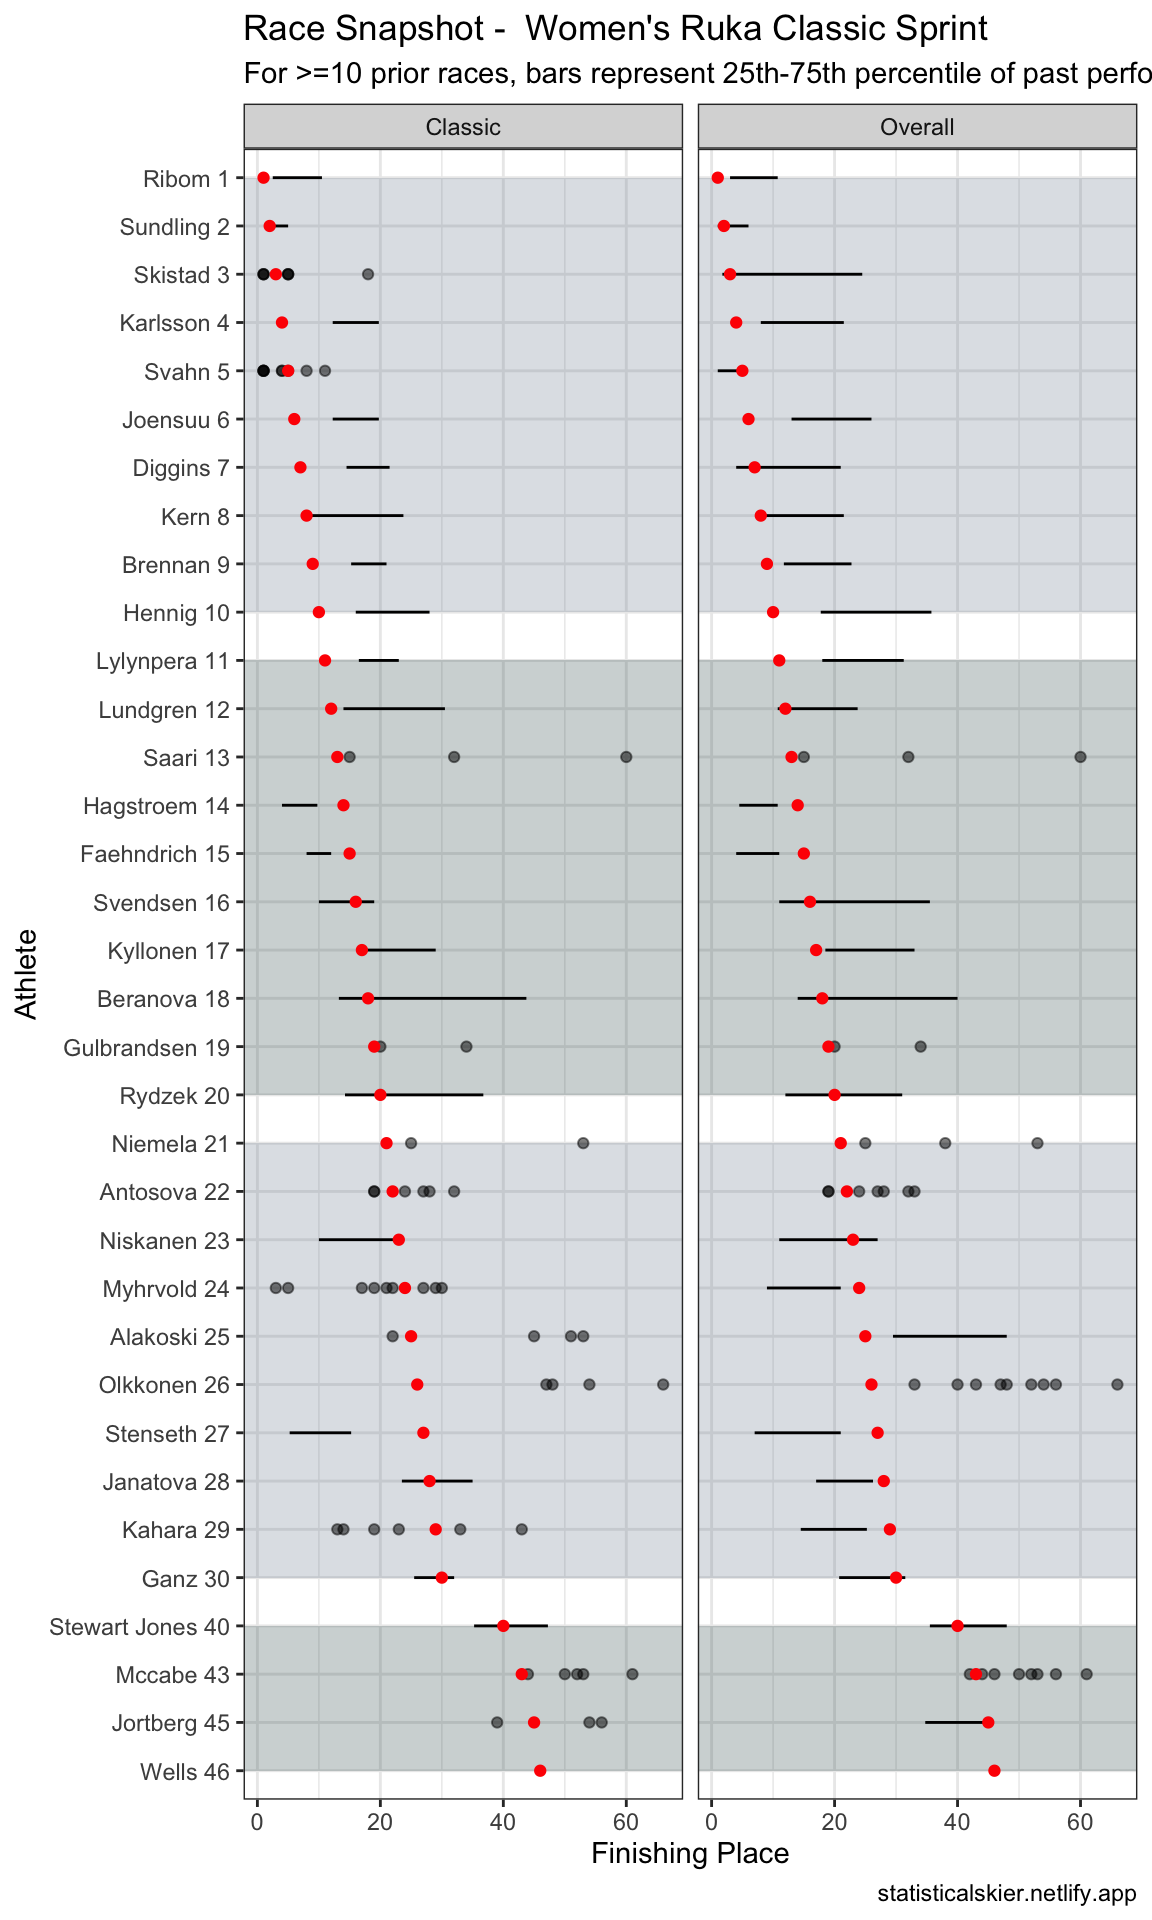 Race Snapshot -  Women's Ruka Classic Sprint
For >=10 prior races, bars represent 25th-75th percentile of past perfo
Classic
Overall
Ribom 1
Sundling 2
Skistad 3
Karlsson 4
Svahn 5
Joensuu 6
Diggins 7
Kern 8
Brennan 9
Hennig 10
Lylynpera 11
Lundgren 12
Saari 13
Hagstroem 14
Faehndrich 15
Svendsen 16
Kyllonen 17
Beranova 18
Gulbrandsen 19
Rydzek 20
Niemela 21
Antosova 22
Niskanen 23
Myhrvold 24
Alakoski 25
Olkkonen 26
Stenseth 27
Janatova 28
Kahara 29
Ganz 30
Stewart Jones 40
Mccabe 43
Jortberg 45
Wells 46
Athlete
0 20 40 60
0 20 40 60
Finishing Place
statisticalskier.netlify.app